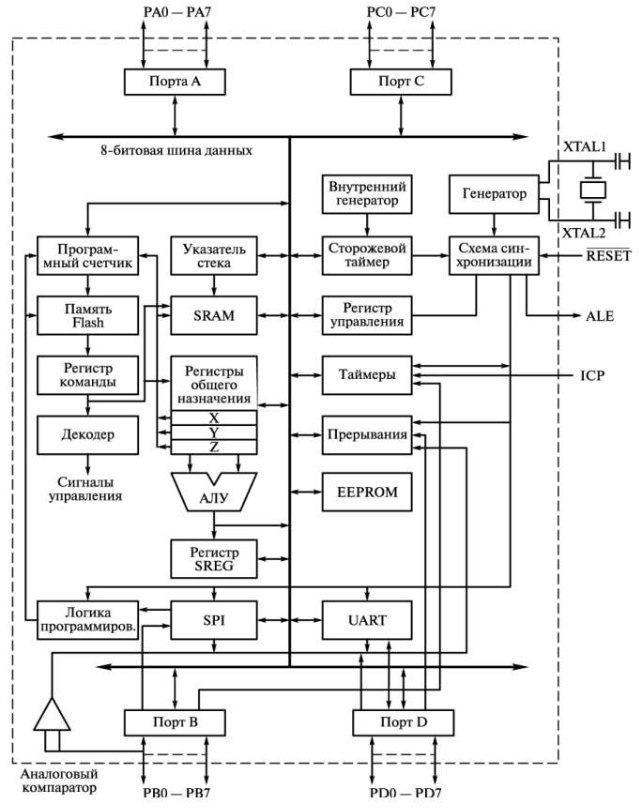 PA0 — PA7
PC0 — PC7
Порта A
Порт C
8-битовая шина данных
XTAL1
Внутренний
генератор
Генератор
XTAL2
Програм-
мный счетчик
Указатель
стека
Сторожевой
таймер
Схема син-
хронизации
RESET
Память
Flash
SRAM
Регистр
управления
ALE
Регистр
команды
Регистры
общего
назначения
Таймеры
ICP
X
Y
Z
Декодер
Прерывания
Сигналы
управления
АЛУ
EEPROM
Регистр
SREG
Логика
программиров.
SPI
UART
Порт B
Порт D
Аналоговый
компаратор
PB0 — PB7
PD0 — PD7